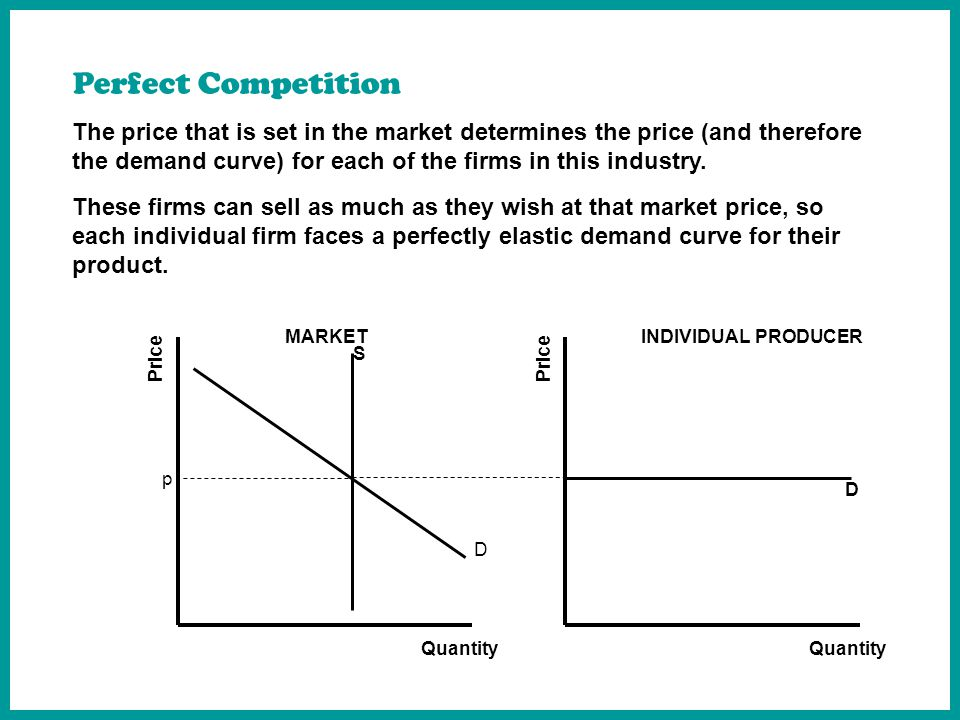 Perfect Competition
The price that is set in the market determines the price (and therefore
the demand curve) for each of the firms in this industry.
These firms can sell as much as they wish at that market price, so
each individual firm faces a perfectly elastic demand curve for their
product.
MARKET
Price
S
p
D
Quantity
INDIVIDUAL PRODUCER
Price
D
Quantity